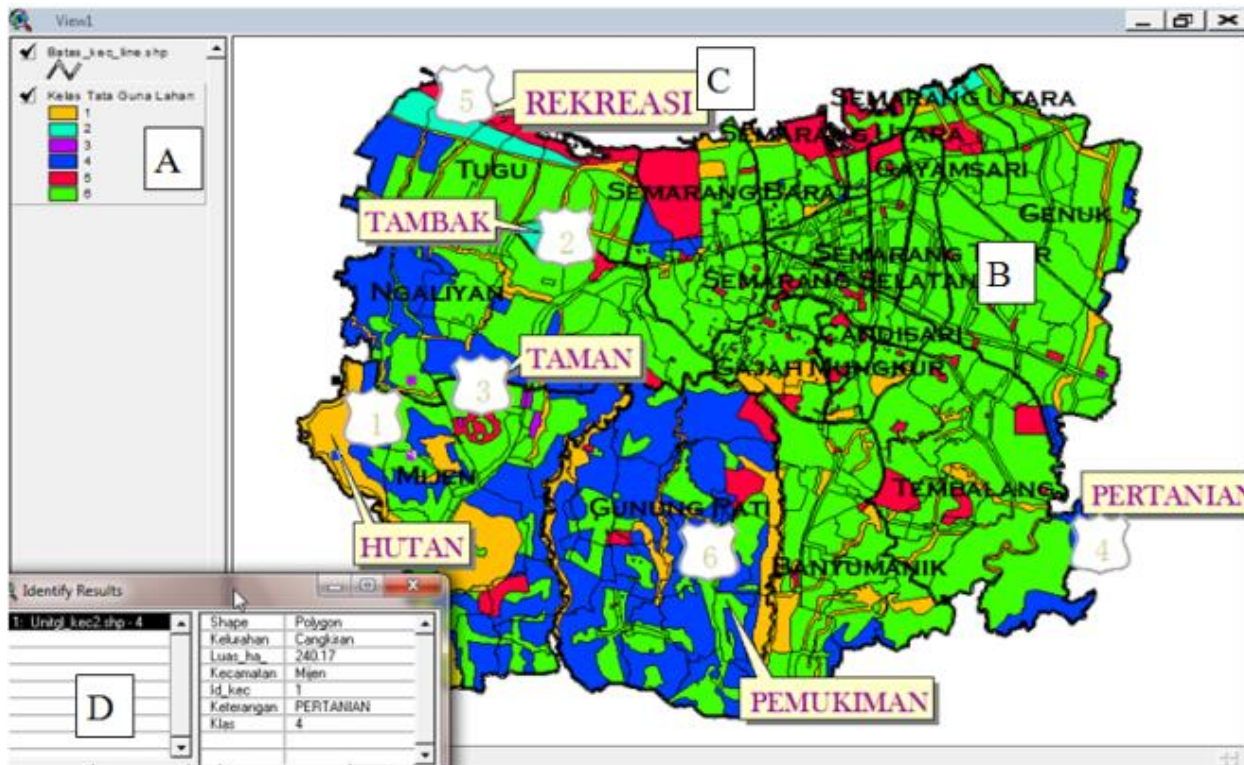 View1
Batas_kec_line.shp
Kelas Tata Guna Lahan
1
2
3
4
5
6
A
5
REKREASI
C
SEMARANG UTARA
SEMARANG UTARA
TUGU
GAYAMSARI
SEMARANG BARAT
GENUK
TAMBAK
2
SEMARANG
SEMARANG SELATAN
B
NGALIYAN
CANDISARI
TAMAN
GAJAH MUNGKUR
3
1
MIJEN
TEMBALANG
PERTANIAN
GUNUNG PATI
HUTAN
6
4
BANYUMANIK
PEMUKIMAN
Identify Results
1: Unitgl_kec2.shp - 4
Shape Polygon
Kelurahan Cangkiran
Luas_ha_ 240.17
Kecamatan Mijen
Id_kec 1
Keterangan PERTANIAN
Klas 4
D